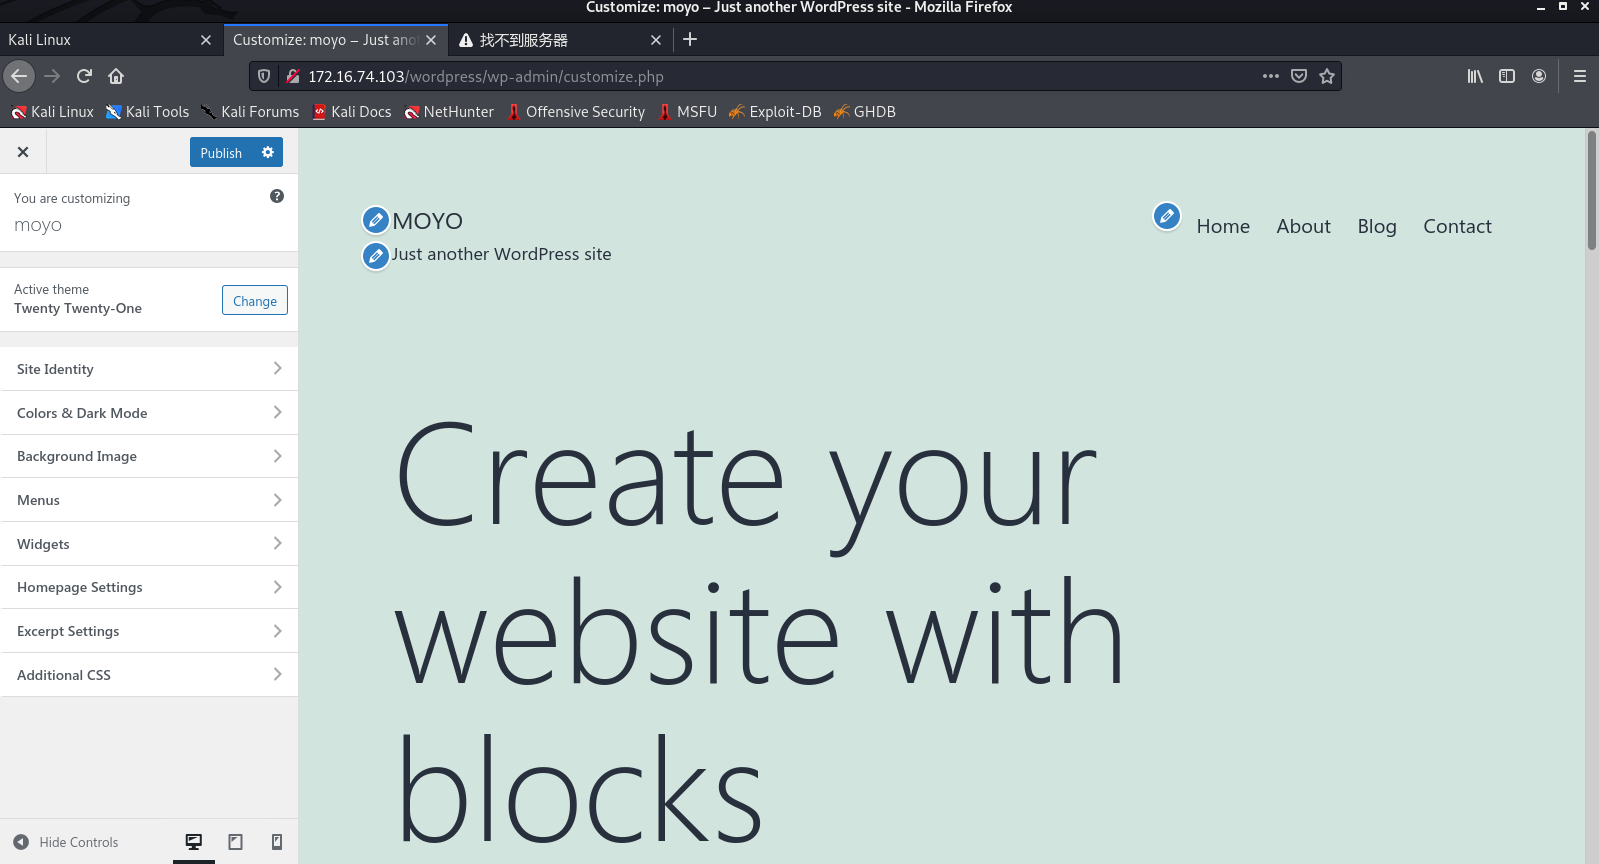 Customize: moyo – Just another WordPress site - Mozilla Firefox
Kali Linux
Customize: moyo – Just ano
找不到服务器
172.16.74.103/wordpress/wp-admin/customize.php
Kali Linux Kali Tools Kali Forums Kali Docs NetHunter Offensive Security MSFU Exploit-DB GHDB
Publish
You are customizing
moyo
Active theme
Twenty Twenty-One
Change
Site Identity
Colors & Dark Mode
Background Image
Menus
Widgets
Homepage Settings
Excerpt Settings
Additional CSS
Hide Controls
MOYO
Just another WordPress site
Home About Blog Contact
Create your
website with
blocks